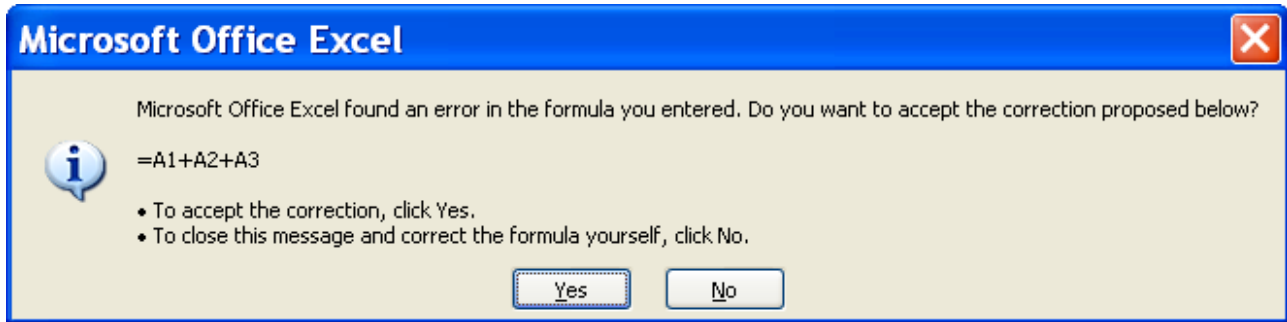 Microsoft Office Excel
Microsoft Office Excel found an error in the formula you entered. Do you want to accept the correction proposed below?
=A1+A2+A3
• To accept the correction, click Yes.
• To close this message and correct the formula yourself, click No.
Yes No